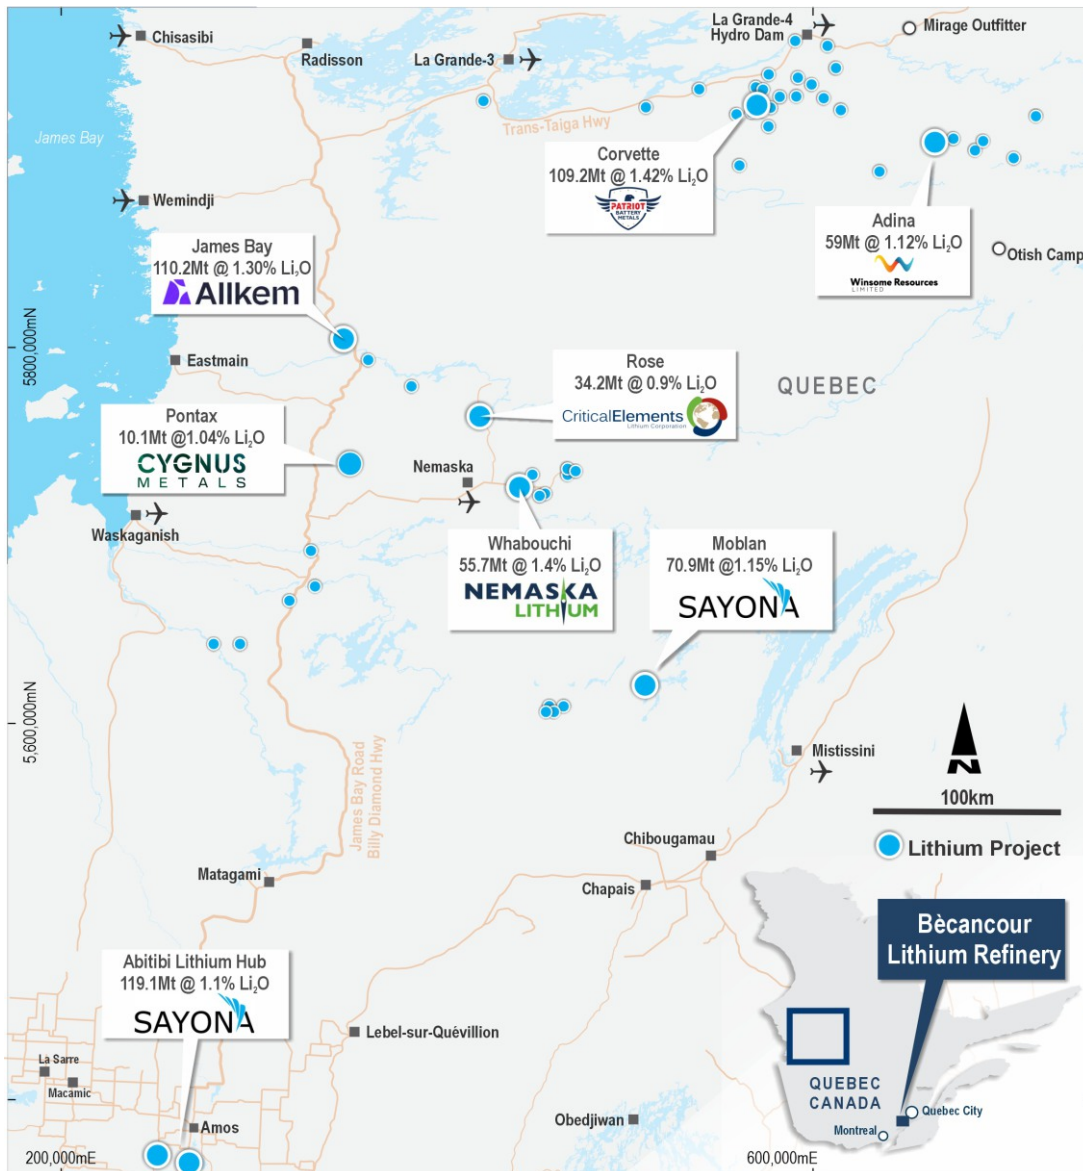 La Grande-4
Hydro Dam
Mirage Outfitter
Chisasibi
Radisson
La Grande-3
James Bay
Trans-Taiga Hwy
Corvette
109.2Mt @ 1.42% Li₂O
PATRIOT
BATTERY
METALS
Wemindji
Adina
59Mt @ 1.12% Li₂O
Winsome Resources
LIMITED
Otish Camp
James Bay
110.2Mt @ 1.30% Li₂O
Allkem
5800,000mN
Eastmain
Rose
34.2Mt @ 0.9% Li₂O
CriticalElements
Lithium Corporation
QUEBEC
Pontax
10.1Mt @1.04% Li₂O
CYGNUS
METALS
Nemaska
Waskaganish
Whabouchi
55.7Mt @ 1.4% Li₂O
NEMASKA
LITHIUM
Moblan
70.9Mt @1.15% Li₂O
SAYONA
5,600,000mN
Mistissini
N
100km
James Bay Road
Billy Diamond Hwy
Lithium Project
Chibougamau
Matagami
Chapais
Bècancour
Lithium Refinery
Abitibi Lithium Hub
119.1Mt @ 1.1% Li₂O
SAYONA
Lebel-sur-Quévillion
La Sarre
Macamic
QUEBEC
CANADA
Quebec City
Montreal
Amos
Obedjiwan
200,000mE
600,000mE